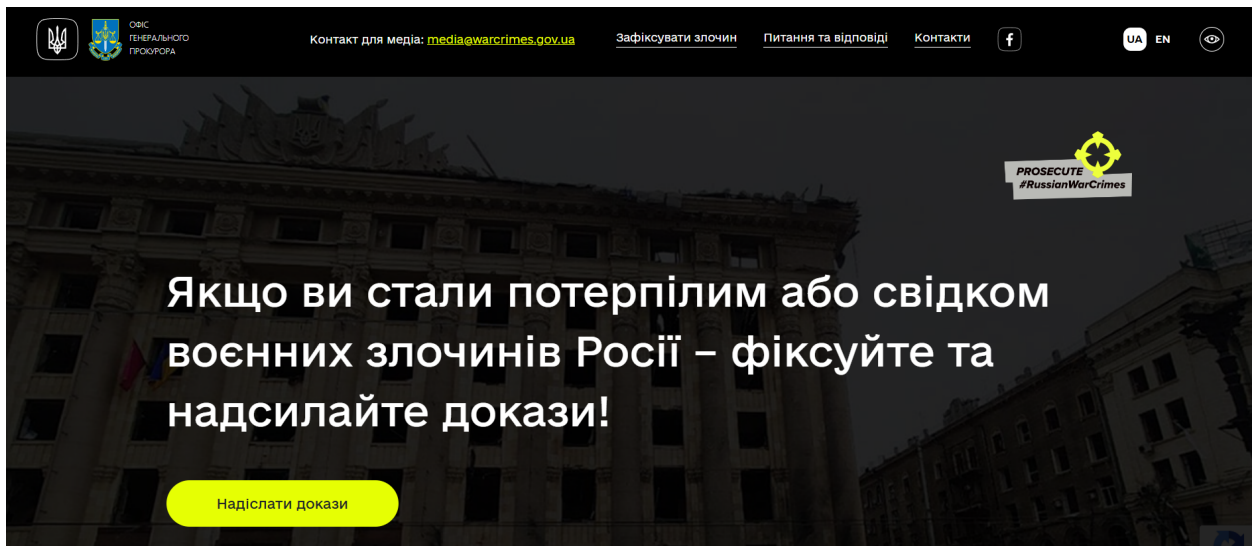 ОФІС
ГЕНЕРАЛЬНОГО
ПРОКУРОРА
Контакт для медіа: media@warcrimes.gov.ua
Зафіксувати злочин
Питання та відповіді
Контакти
UA EN
PROSECUTE
#RussianWarCrimes
Якщо ви стали потерпілим або свідком
воєнних злочинів Росії – фіксуйте та
надсилайте докази!
Надіслати докази